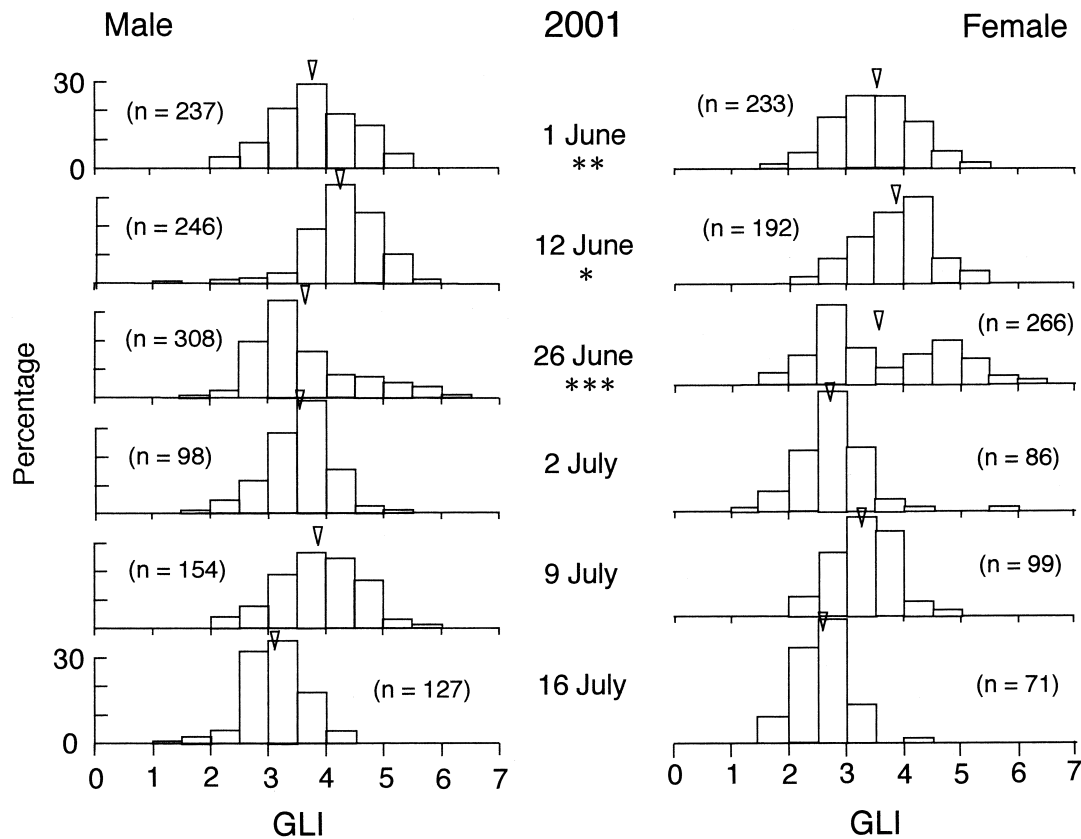 Male 2001 Female
30
0
(n = 237)
1 June
**
(n = 233)
(n = 246)
12 June
*
(n = 192)
(n = 308)
26 June
***
(n = 266)
Percentage
(n = 98)
2 July
(n = 86)
(n = 154)
9 July
(n = 99)
30
0
(n = 127)
16 July
(n = 71)
0 1 2 3 4 5 6 7
0 1 2 3 4 5 6 7
GLI GLI